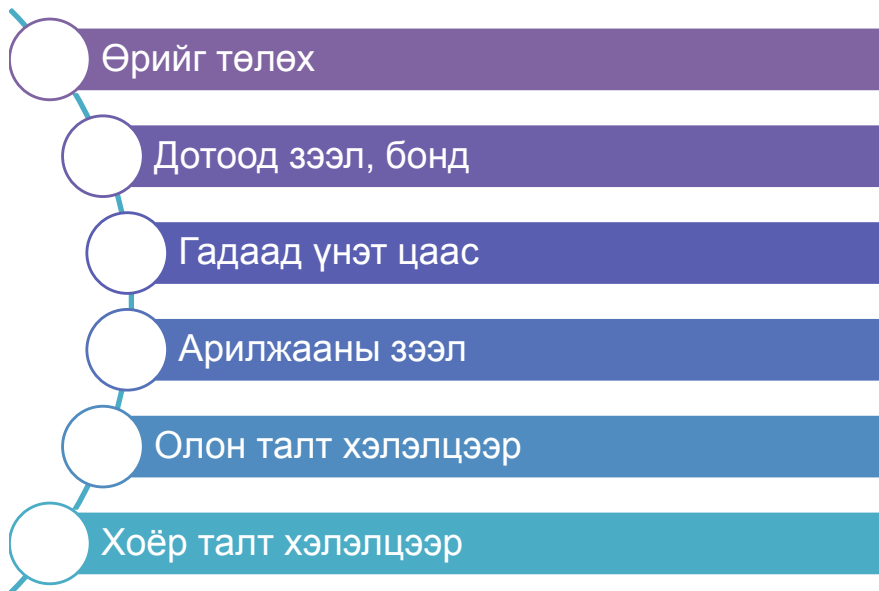 Өрийг төлөх
Дотоод зээл, бонд
Гадаад үнэт цаас
Арилжааны зээл
Олон талт хэлэлцээр
Хоёр талт хэлэлцээр